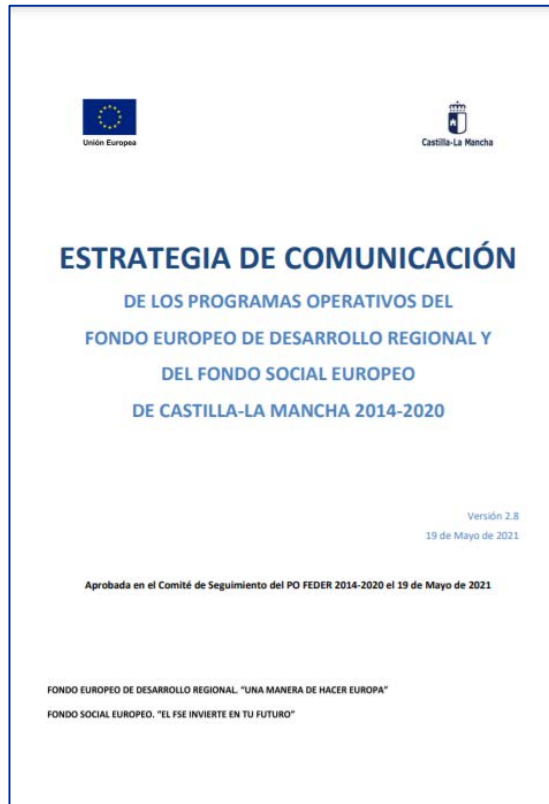 Unión Europea
Castilla-La Mancha
ESTRATEGIA DE COMUNICACIÓN
DE LOS PROGRAMAS OPERATIVOS DEL
FONDO EUROPEO DE DESARROLLO REGIONAL Y
DEL FONDO SOCIAL EUROPEO
DE CASTILLA-LA MANCHA 2014-2020
Versión 2.8
19 de Mayo de 2021
Aprobada en el Comité de Seguimiento del PO FEDER 2014-2020 el 19 de Mayo de 2021
FONDO EUROPEO DE DESARROLLO REGIONAL. "UNA MANERA DE HACER EUROPA"
FONDO SOCIAL EUROPEO. "EL FSE INVIERTE EN TU FUTURO"